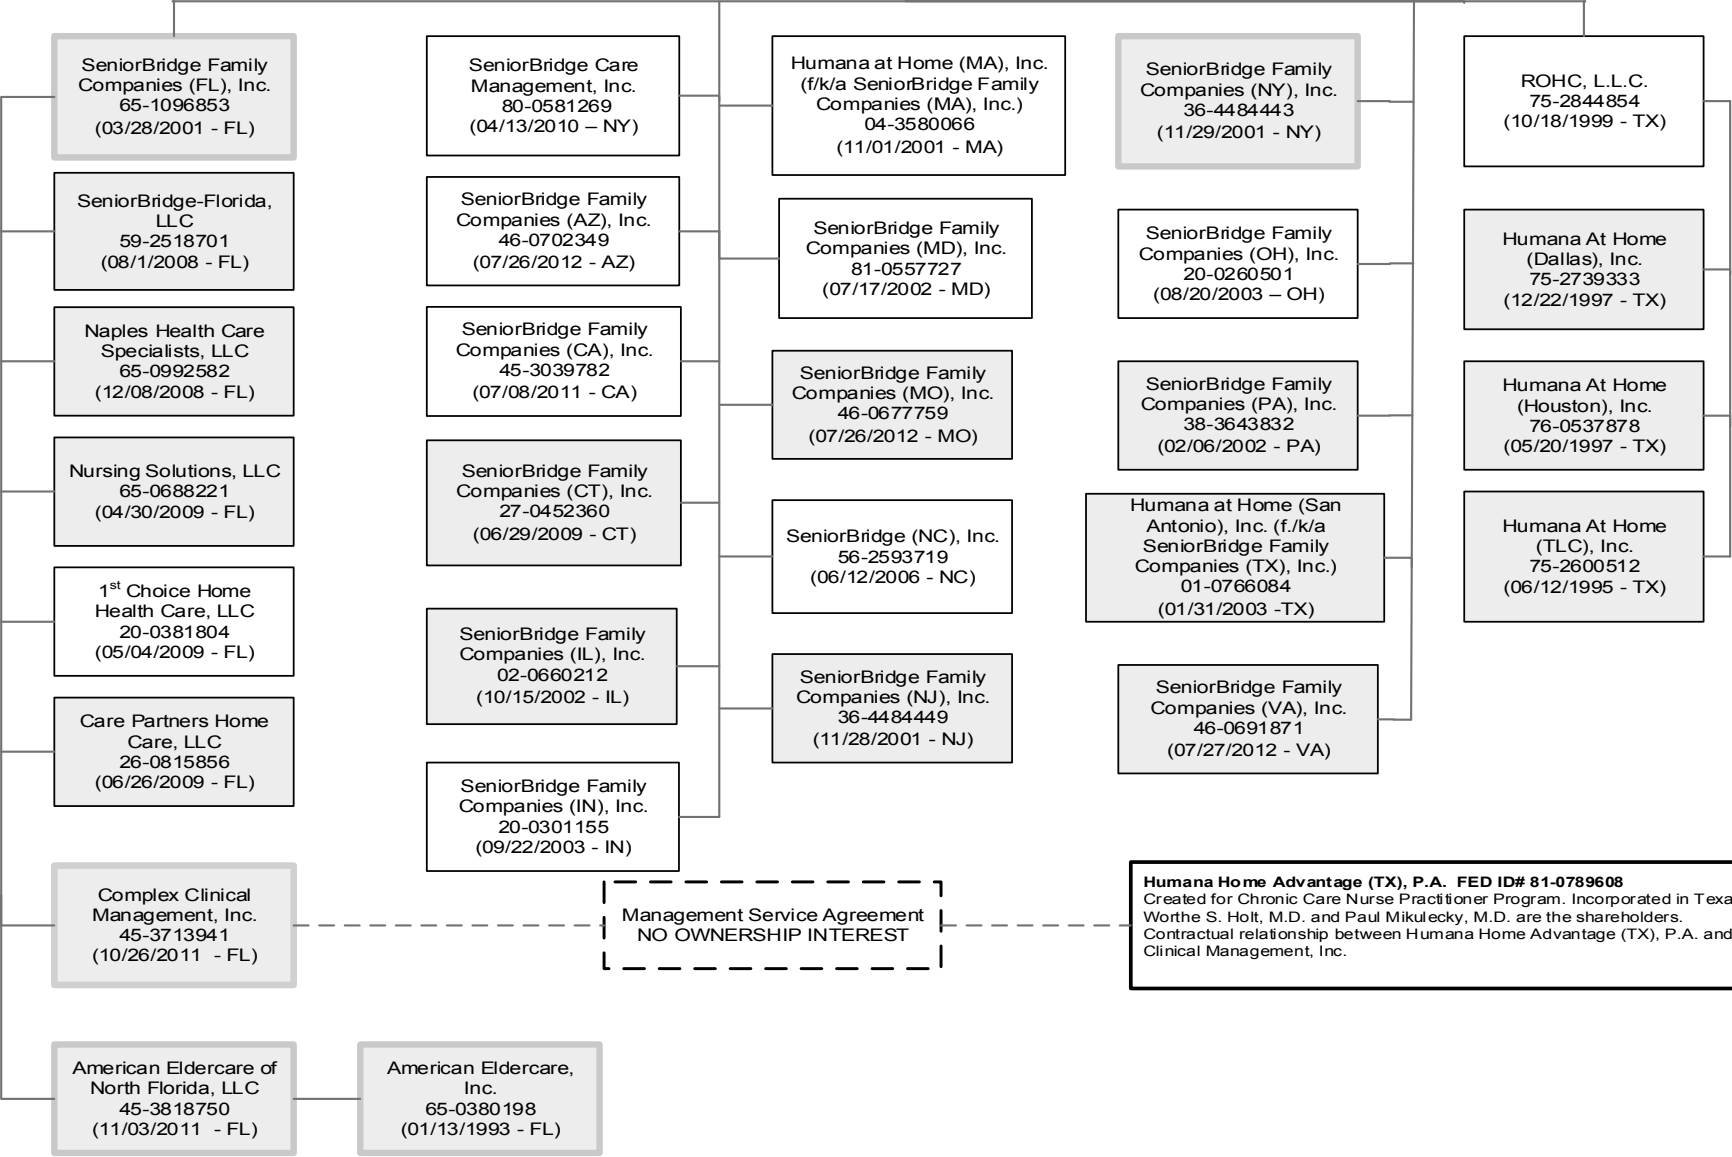 SeniorBridge Family
Companies (FL), Inc.
65-1096853
(03/28/2001 - FL)
SeniorBridge-Florida,
LLC
59-2518701
(08/1/2008 - FL)
Naples Health Care
Specialists, LLC
65-0992582
(12/08/2008 - FL)
Nursing Solutions, LLC
65-0688221
(04/30/2009 - FL)
1st Choice Home
Health Care, LLC
20-0381804
(05/04/2009 - FL)
Care Partners Home
Care, LLC
26-0815856
(06/26/2009 - FL)
Complex Clinical
Management, Inc.
45-3713941
(10/26/2011  - FL)
American Eldercare of
North Florida, LLC
45-3818750
(11/03/2011  - FL)
American Eldercare,
Inc.
65-0380198
(01/13/1993 - FL)
SeniorBridge Care
Management, Inc.
80-0581269
(04/13/2010 – NY)
SeniorBridge Family
Companies (AZ), Inc.
46-0702349
(07/26/2012 - AZ)
SeniorBridge Family
Companies (CA), Inc.
45-3039782
(07/08/2011 - CA)
SeniorBridge Family
Companies (CT), Inc.
27-0452360
(06/29/2009 - CT)
SeniorBridge Family
Companies (IL), Inc.
02-0660212
(10/15/2002 - IL)
SeniorBridge Family
Companies (IN), Inc.
20-0301155
(09/22/2003 - IN)
Humana at Home (MA), Inc.
(f/k/a SeniorBridge Family
Companies (MA), Inc.)
04-3580066
(11/01/2001 - MA)
SeniorBridge Family
Companies (MD), Inc.
81-0557727
(07/17/2002 - MD)
SeniorBridge Family
Companies (MO), Inc.
46-0677759
(07/26/2012 - MO)
SeniorBridge (NC), Inc.
56-2593719
(06/12/2006 - NC)
SeniorBridge Family
Companies (NJ), Inc.
36-4484449
(11/28/2001 - NJ)
SeniorBridge Family
Companies (NY), Inc.
36-4484443
(11/29/2001 - NY)
SeniorBridge Family
Companies (OH), Inc.
20-0260501
(08/20/2003 – OH)
SeniorBridge Family
Companies (PA), Inc.
38-3643832
(02/06/2002 - PA)
Humana at Home (San
Antonio), Inc. (f./k/a
SeniorBridge Family
Companies (TX), Inc.)
01-0766084
(01/31/2003 -TX)
SeniorBridge Family
Companies (VA), Inc.
46-0691871
(07/27/2012 - VA)
ROHC, L.L.C.
75-2844854
(10/18/1999 - TX)
Humana At Home
(Dallas), Inc.
75-2739333
(12/22/1997 - TX)
Humana At Home
(Houston), Inc.
76-0537878
(05/20/1997 - TX)
Humana At Home
(TLC), Inc.
75-2600512
(06/12/1995 - TX)
Management Service Agreement
NO OWNERSHIP INTEREST
Humana Home Advantage (TX), P.A.  FED ID# 81-0789608
Created for Chronic Care Nurse Practitioner Program. Incorporated in Texa
Worthe S. Holt, M.D. and Paul Mikulecky, M.D. are the shareholders.
Contractual relationship between Humana Home Advantage (TX), P.A. and
Clinical Management, Inc.